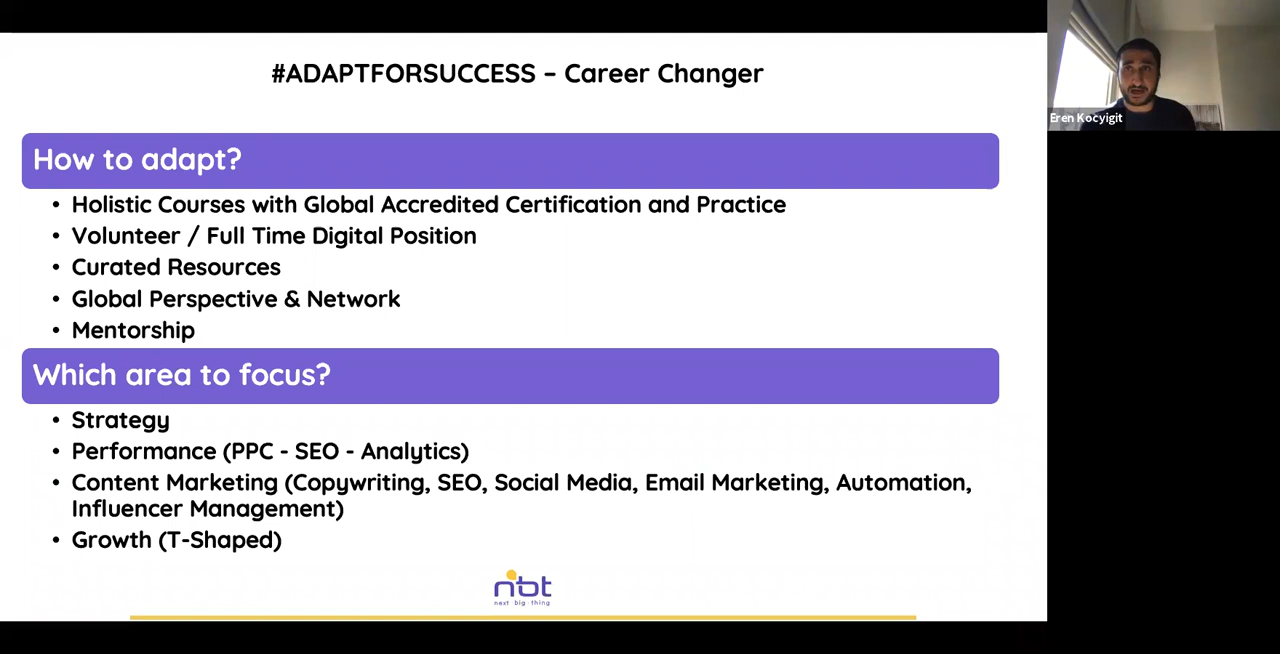 #ADAPTFORSUCCESS – Career Changer
Eren Kocyigit
How to adapt?
• Holistic Courses with Global Accredited Certification and Practice
• Volunteer / Full Time Digital Position
• Curated Resources
• Global Perspective & Network
• Mentorship
Which area to focus?
• Strategy
• Performance (PPC - SEO - Analytics)
• Content Marketing (Copywriting, SEO, Social Media, Email Marketing, Automation,
Influencer Management)
• Growth (T-Shaped)
nbt
next big thing